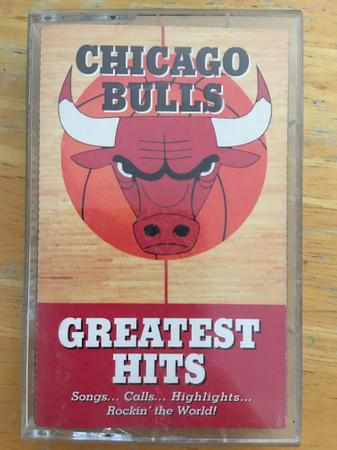 CHICAGO
BULLS
GREATEST
HITS
Songs... Calls... Highlights...
Rockin' the World!